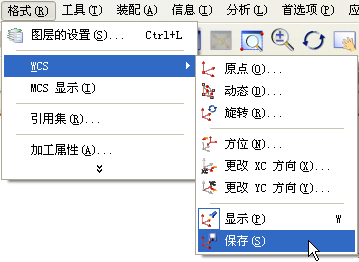 格式(R) 工具(T) 装配(A) 信息(I) 分析(L) 首选项(P)
图层的设置(S)... Ctrl+L
WCS
MCS 显示(I)
引用集(R)...
加工属性(A)...
原点(O)...
动态(D)...
旋转(R)...
方位(N)...
更改 XC 方向(X)...
更改 YC 方向(Y)...
显示(P) W
保存(S)